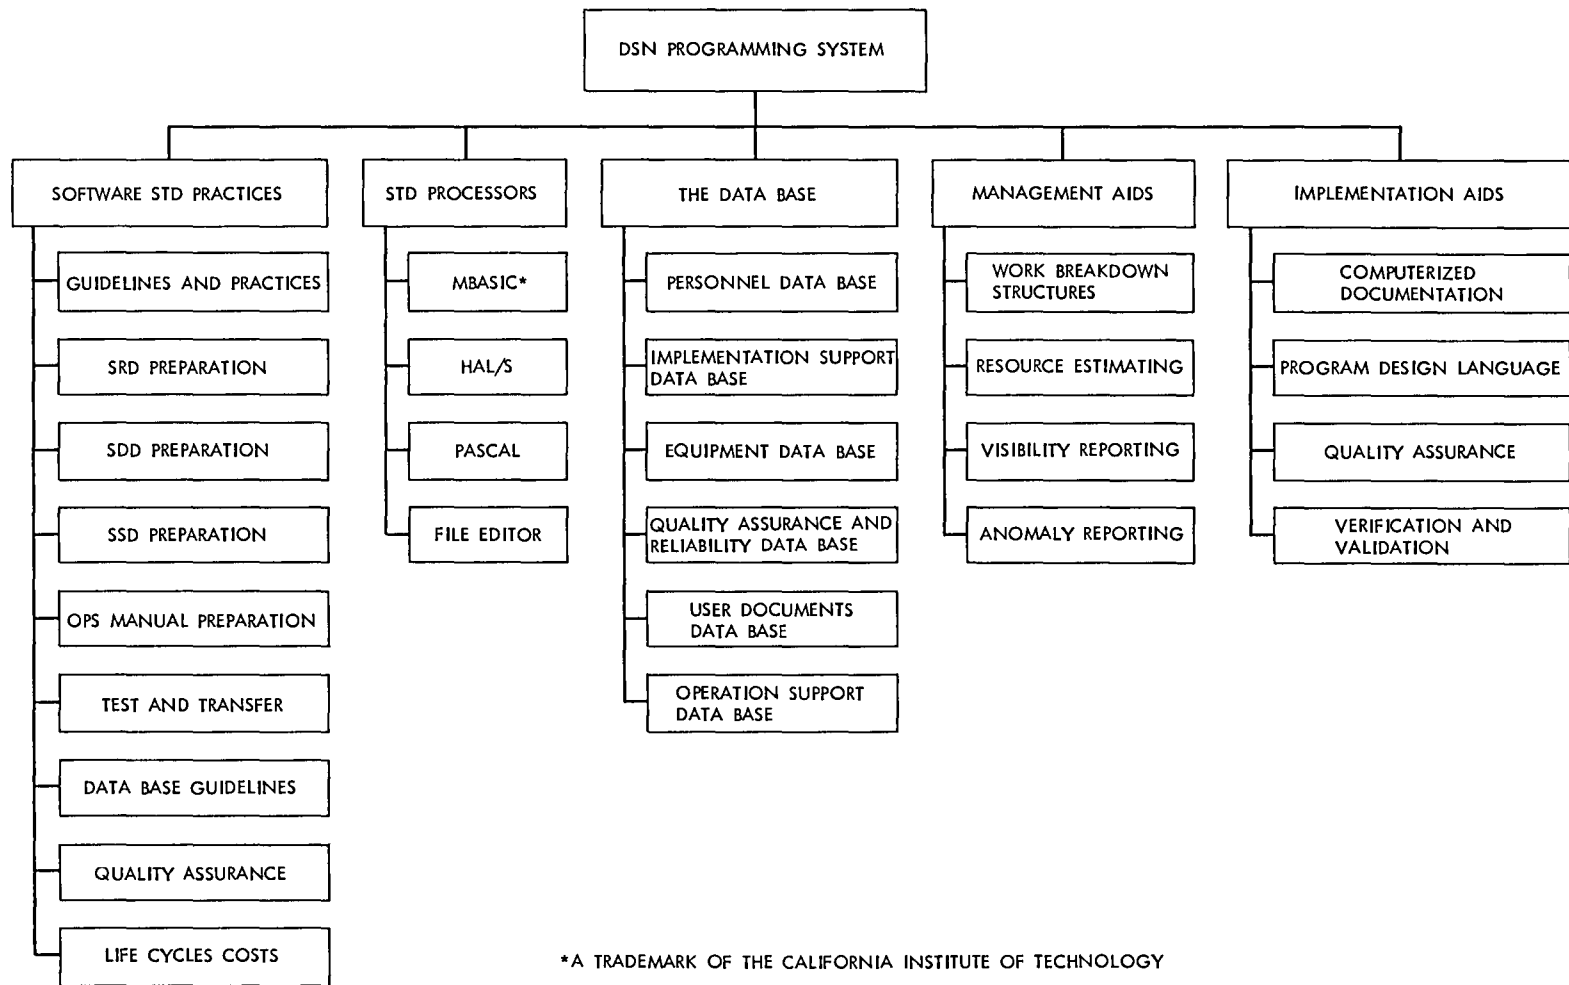 DSN PROGRAMMING SYSTEM
SOFTWARE STD PRACTICES
GUIDELINES AND PRACTICES
SRD PREPARATION
SDD PREPARATION
SSD PREPARATION
OPS MANUAL PREPARATION
TEST AND TRANSFER
DATA BASE GUIDELINES
QUALITY ASSURANCE
LIFE CYCLES COSTS
STD PROCESSORS
MBASIC*
HAL/S
PASCAL
FILE EDITOR
THE DATA BASE
PERSONNEL DATA BASE
IMPLEMENTATION SUPPORT
DATA BASE
EQUIPMENT DATA BASE
QUALITY ASSURANCE AND
RELIABILITY DATA BASE
USER DOCUMENTS
DATA BASE
OPERATION SUPPORT
DATA BASE
MANAGEMENT AIDS
WORK BREAKDOWN
STRUCTURES
RESOURCE ESTIMATING
VISIBILITY REPORTING
ANOMALY REPORTING
IMPLEMENTATION AIDS
COMPUTERIZED
DOCUMENTATION
PROGRAM DESIGN LANGUAGE
QUALITY ASSURANCE
VERIFICATION AND
VALIDATION
*A TRADEMARK OF THE CALIFORNIA INSTITUTE OF TECHNOLOGY